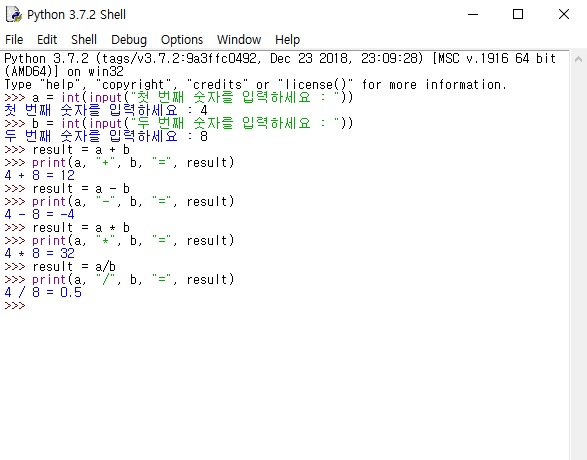 Python 3.7.2 Shell
File Edit Shell Debug Options Window Help
Python 3.7.2 (tags/v3.7.2:9a3ffc0492, Dec 23 2018, 23:09:28) [MSC v.1916 64 bit
(AMD64)] on win32
Type "help", "copyright", "credits" or "license()" for more information.
>>> a = int(input("첫 번째 숫자를 입력하세요 : "))
첫 번째 숫자를 입력하세요 : 4
>>> b = int(input("두 번째 숫자를 입력하세요 : "))
두 번째 숫자를 입력하세요 : 8
>>> result = a + b
>>> print(a, "+", b, "=", result)
4 + 8 = 12
>>> result = a - b
>>> print(a, "-", b, "=", result)
4 - 8 = -4
>>> result = a * b
>>> print(a, "*", b, "=", result)
4 * 8 = 32
>>> result = a/b
>>> print(a, "/", b, "=", result)
4 / 8 = 0.5
>>>